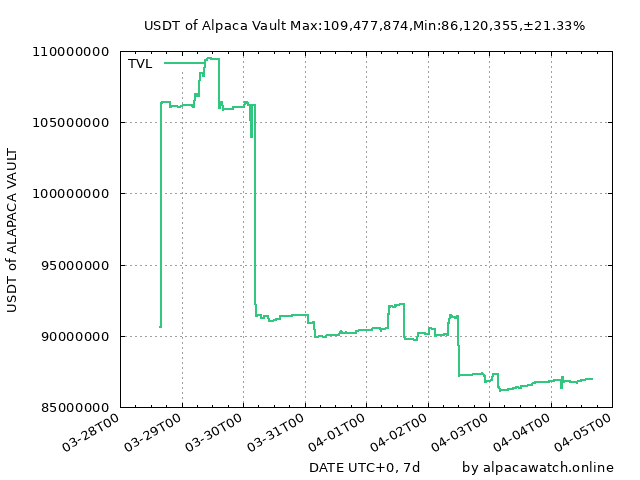 USDT of Alpaca Vault Max:109,477,874,Min:86,120,355,±21.33%
TVL
110000000
105000000
100000000
95000000
90000000
85000000
USDT of ALAPACA VAULT
03-28T00
03-29T00
03-30T00
03-31T00
04-01T00
04-02T00
04-03T00
04-04T00
04-05T00
DATE UTC+0, 7d
by alpacawatch.online